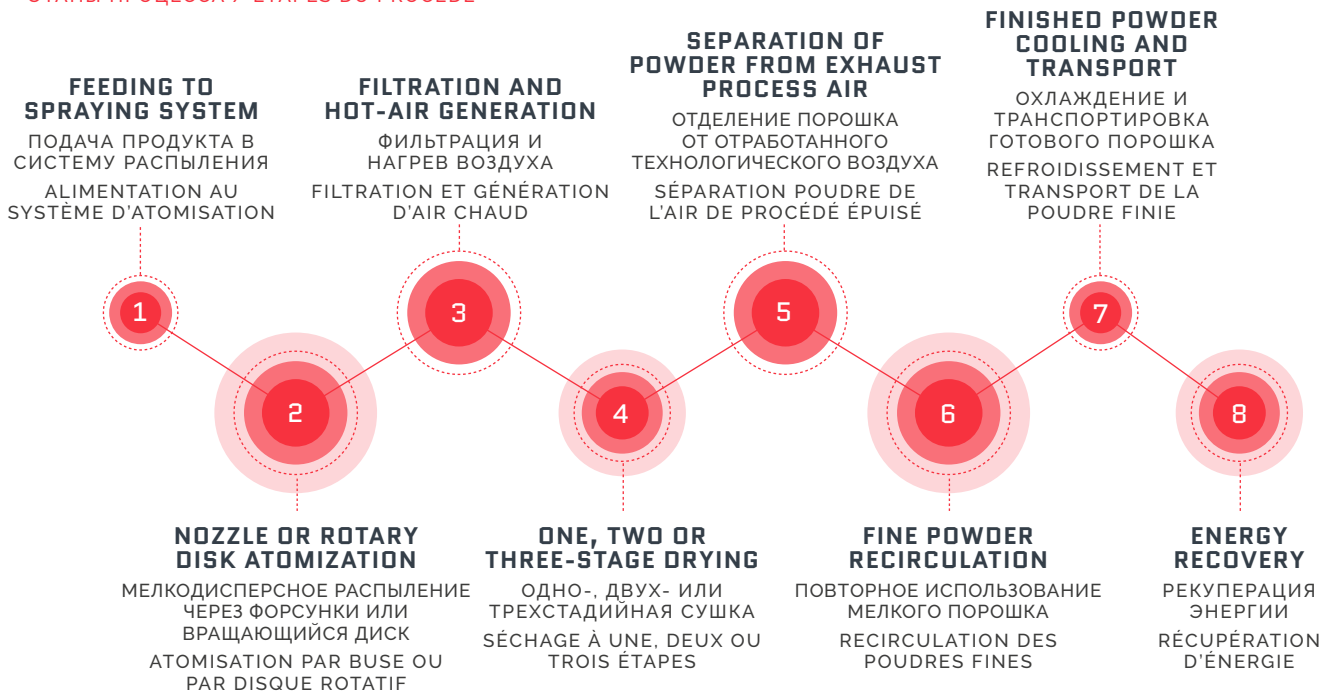 ЭТАПЫ ПРОЦЕССА / ÉTAPES DU PROCÉDÉ
FEEDING TO
SPRAYING SYSTEM
ПОДАЧА ПРОДУКТА В
СИСТЕМУ РАСПЫЛЕНИЯ
ALIMENTATION AU
SYSTÈME D'ATOMISATION
1
NOZZLE OR ROTARY
DISK ATOMIZATION
МЕЛКОДИСПЕРСНОЕ РАСПЫЛЕНИЕ
ЧЕРЕЗ ФОРСУНКИ ИЛИ
ВРАЩАЮЩИЙСЯ ДИСК
ATOMISATION PAR BUSE OU
PAR DISQUE ROTATIF
2
FILTRATION AND
HOT-AIR GENERATION
ФИЛЬТРАЦИЯ И
НАГРЕВ ВОЗДУХА
FILTRATION ET GÉNÉRATION
D'AIR CHAUD
3
ONE, TWO OR
THREE-STAGE DRYING
ОДНО-, ДВУХ- ИЛИ
ТРЕХСТАДИЙНАЯ СУШКА
SÉCHAGE À UNE, DEUX OU
TROIS ÉTAPES
4
SEPARATION OF
POWDER FROM EXHAUST
PROCESS AIR
ОТДЕЛЕНИЕ ПОРОШКА
ОТ ОТРАБОТАННОГО
ТЕХНОЛОГИЧЕСКОГО ВОЗДУХА
SÉPARATION POUDRE DE
L'AIR DE PROCÉDÉ ÉPUISÉ
5
FINE POWDER
RECIRCULATION
ПОВТОРНОЕ ИСПОЛЬЗОВАНИЕ
МЕЛКОГО ПОРОШКА
RECIRCULATION DES
POUDRES FINES
6
FINISHED POWDER
COOLING AND
TRANSPORT
ОХЛАЖДЕНИЕ И
ТРАНСПОРТИРОВКА
ГОТОВОГО ПОРОШКА
REFROIDISSEMENT ET
TRANSPORT DE LA
POUDRE FINIE
7
ENERGY
RECOVERY
РЕКУПЕРАЦИЯ
ЭНЕРГИИ
RÉCUPÉRATION
D'ÉNERGIE
8